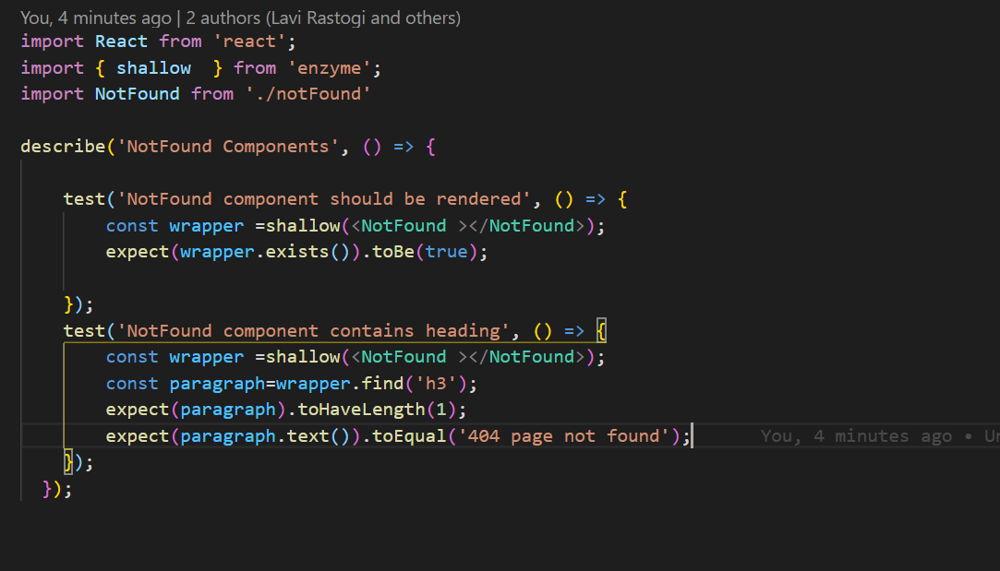 You, 4 minutes ago | 2 authors (Lavi Rastogi and others)
import React from 'react';
import { shallow  } from 'enzyme';
import NotFound from './notFound'
describe('NotFound Components', () => {
test('NotFound component should be rendered', () => {
const wrapper =shallow(<NotFound ></NotFound>);
expect(wrapper.exists()).toBe(true);
});
test('NotFound component contains heading', () => {
const wrapper =shallow(<NotFound ></NotFound>);
const paragraph=wrapper.find('h3');
expect(paragraph).toHaveLength(1);
expect(paragraph.text()).toEqual('404 page not found'); You, 4 minutes ago •
});
});